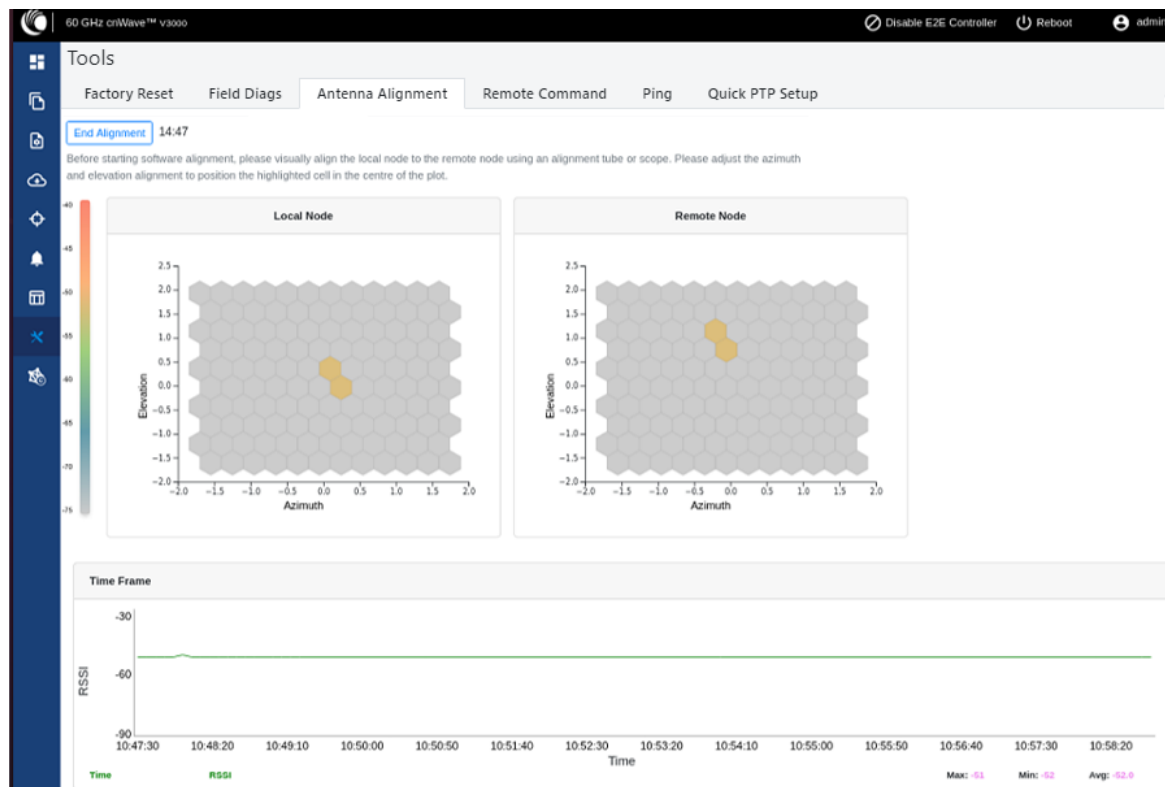 60 GHz cnWave™ V3000
Disable E2E Controller
Reboot
admin
Tools
Factory Reset
Field Diags
Antenna Alignment
Remote Command
Ping
Quick PTP Setup
End Alignment 14:47
Before starting software alignment, please visually align the local node to the remote node using an alignment tube or scope. Please adjust the azimuth
and elevation alignment to position the highlighted cell in the centre of the plot.
-40
-45
-50
-55
-60
-65
-70
-75
Local Node
2.5
2.0
1.5
1.0
0.5
0.0
−0.5
−1.0
−1.5
−2.0
Elevation
−2.0 −1.5 −1.0 −0.5 0.0 0.5 1.0 1.5 2.0
Azimuth
Remote Node
2.5
2.0
1.5
1.0
0.5
0.0
−0.5
−1.0
−1.5
−2.0
Elevation
−2.0 −1.5 −1.0 −0.5 0.0 0.5 1.0 1.5 2.0
Azimuth
Time Frame
-30
-60
-90
RSSI
10:47:30 10:48:20 10:49:10 10:50:00 10:50:50 10:51:40 10:52:30 10:53:20 10:54:10 10:55:00 10:55:50 10:56:40 10:57:30 10:58:20
Time
Time RSSI Max: -51 Min: -52 Avg: -52.0